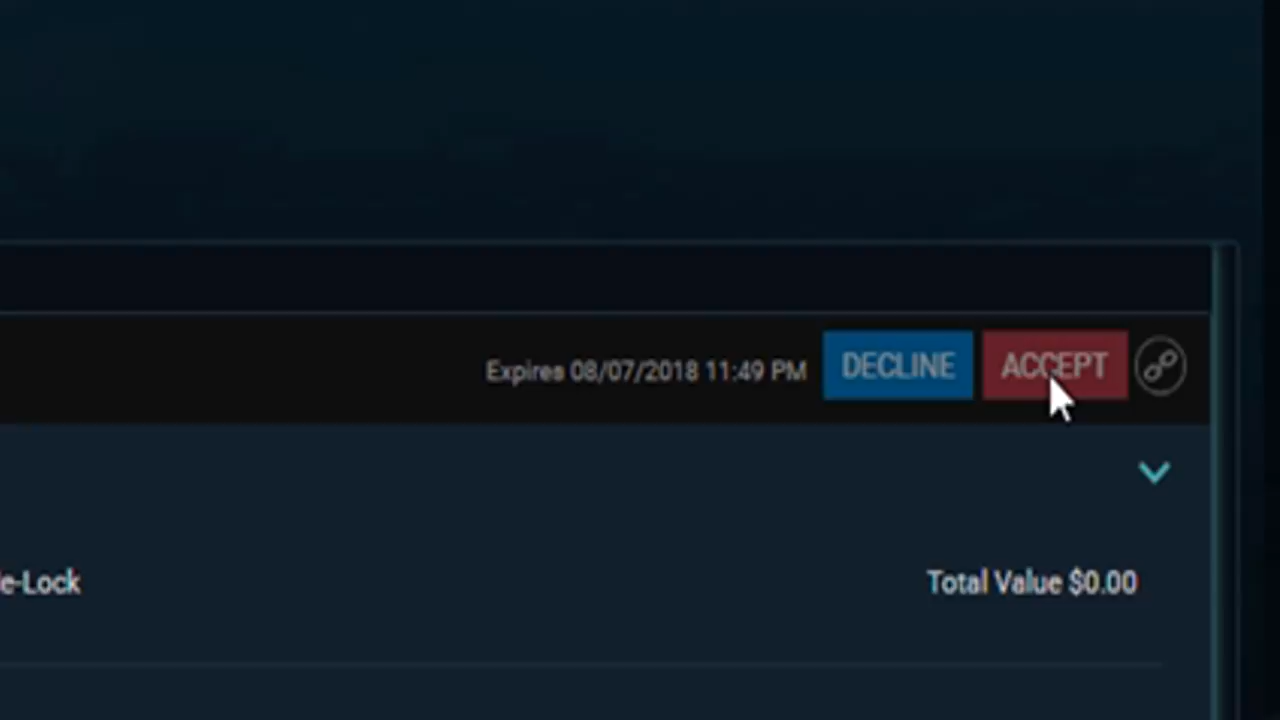 Expires 08/07/2018 11:49 PM DECLINE ACCEPT
e-Lock Total Value $0.00